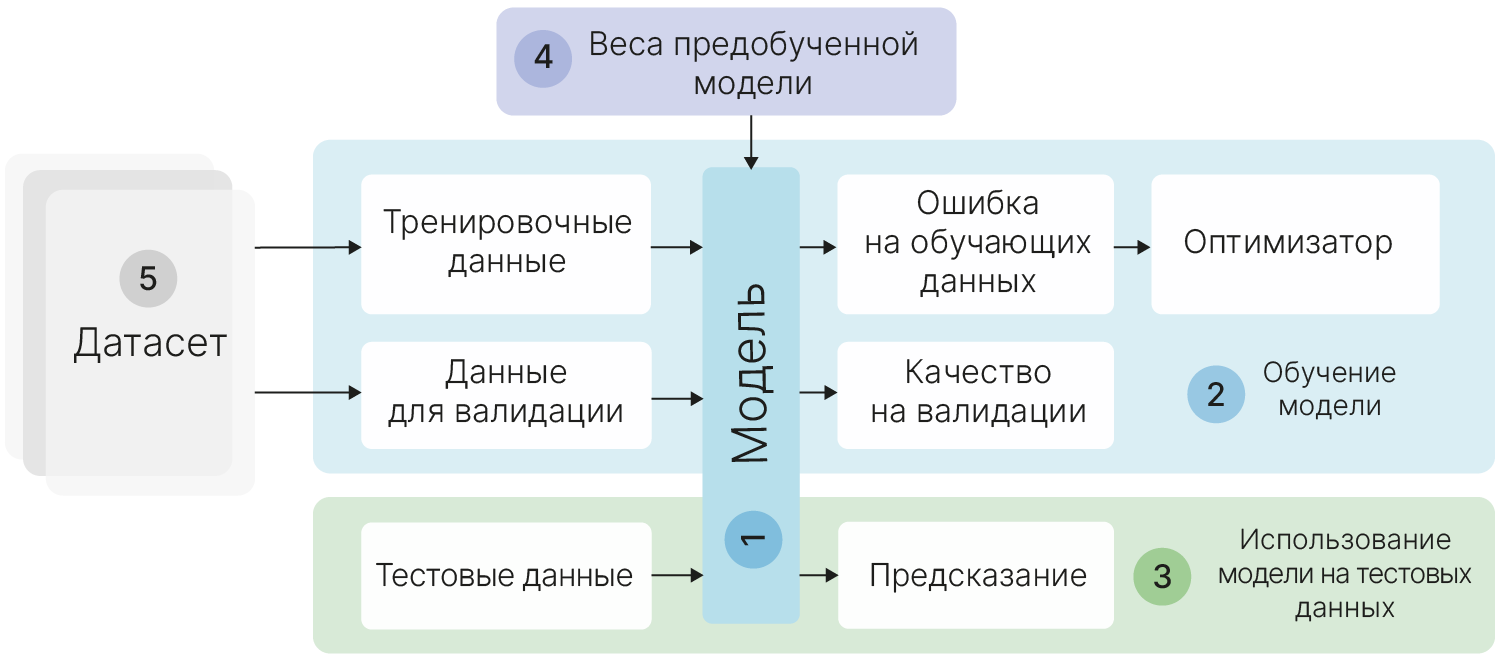 4
Веса предобученной
модели
5
Датасет
Тренировочные
данные
Данные
для валидации
Модель
1
Ошибка
на обучающих
данных
Оптимизатор
Качество
на валидации
2
Обучение
модели
Тестовые данные
Предсказание
3
Использование
модели на тестовых
данных